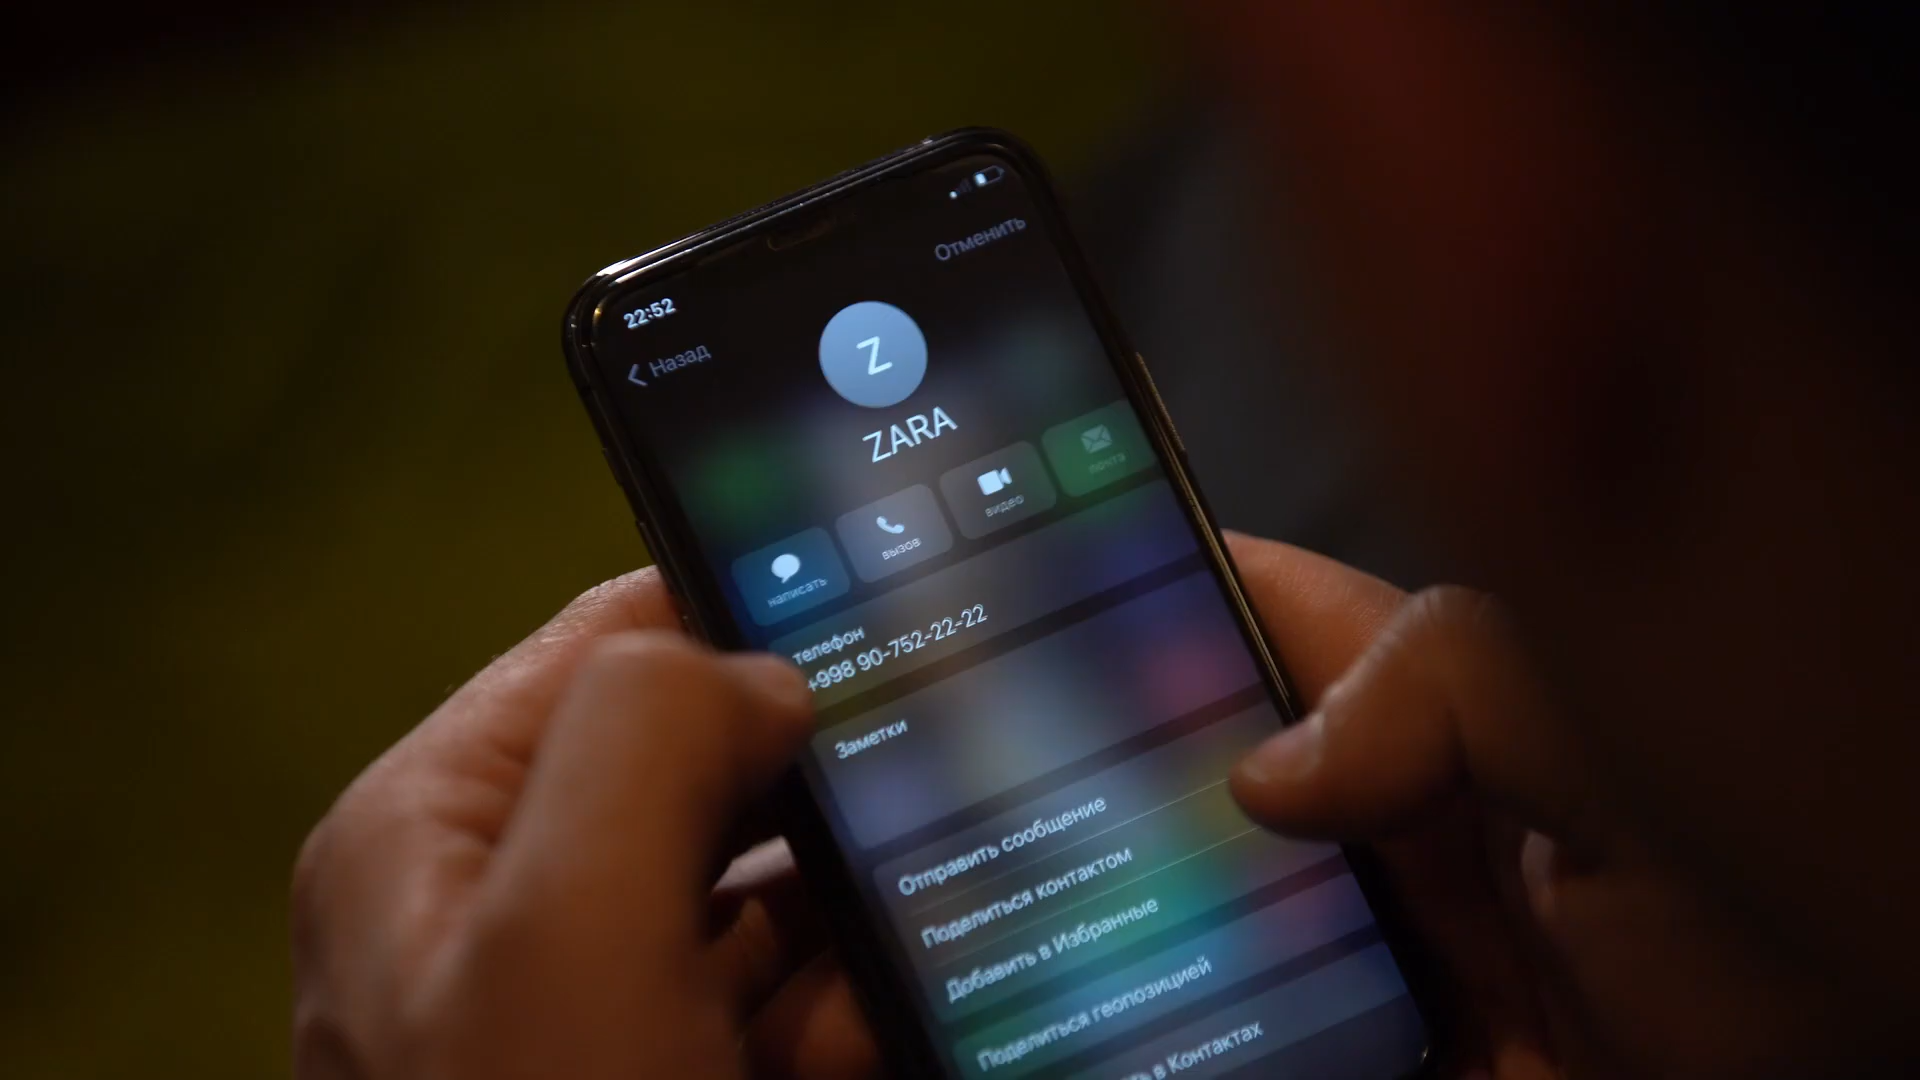 22:52
Отменить
Назад
Z
ZARA
написать
вызов
видео
почта
телефон
+998 90-752-22-22
Заметки
Отправить сообщение
Поделиться контактом
Добавить в Избранные
Поделиться геопозицией
в Контактах